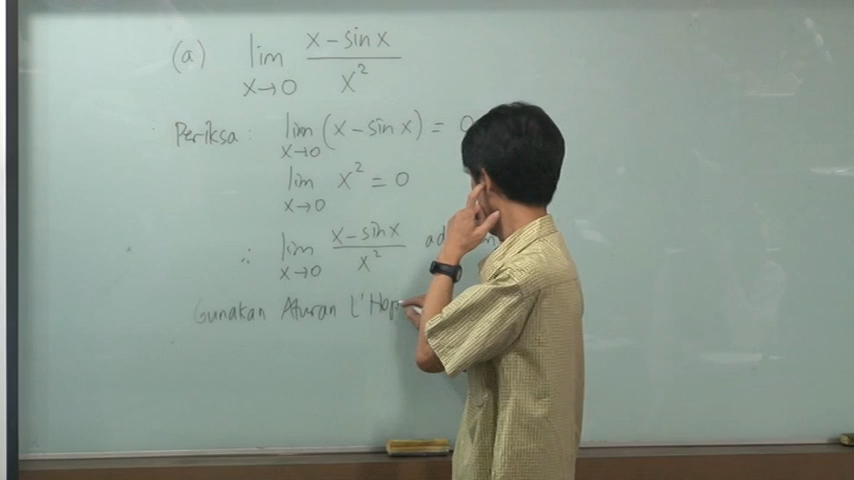 (a) lim x→0 x - sin x / x²
Periksa: lim x→0 (x - sin x) = 0
lim x→0 x² = 0
∴ lim x→0 x - sin x / x²
Gunakan Aturan L'Hop